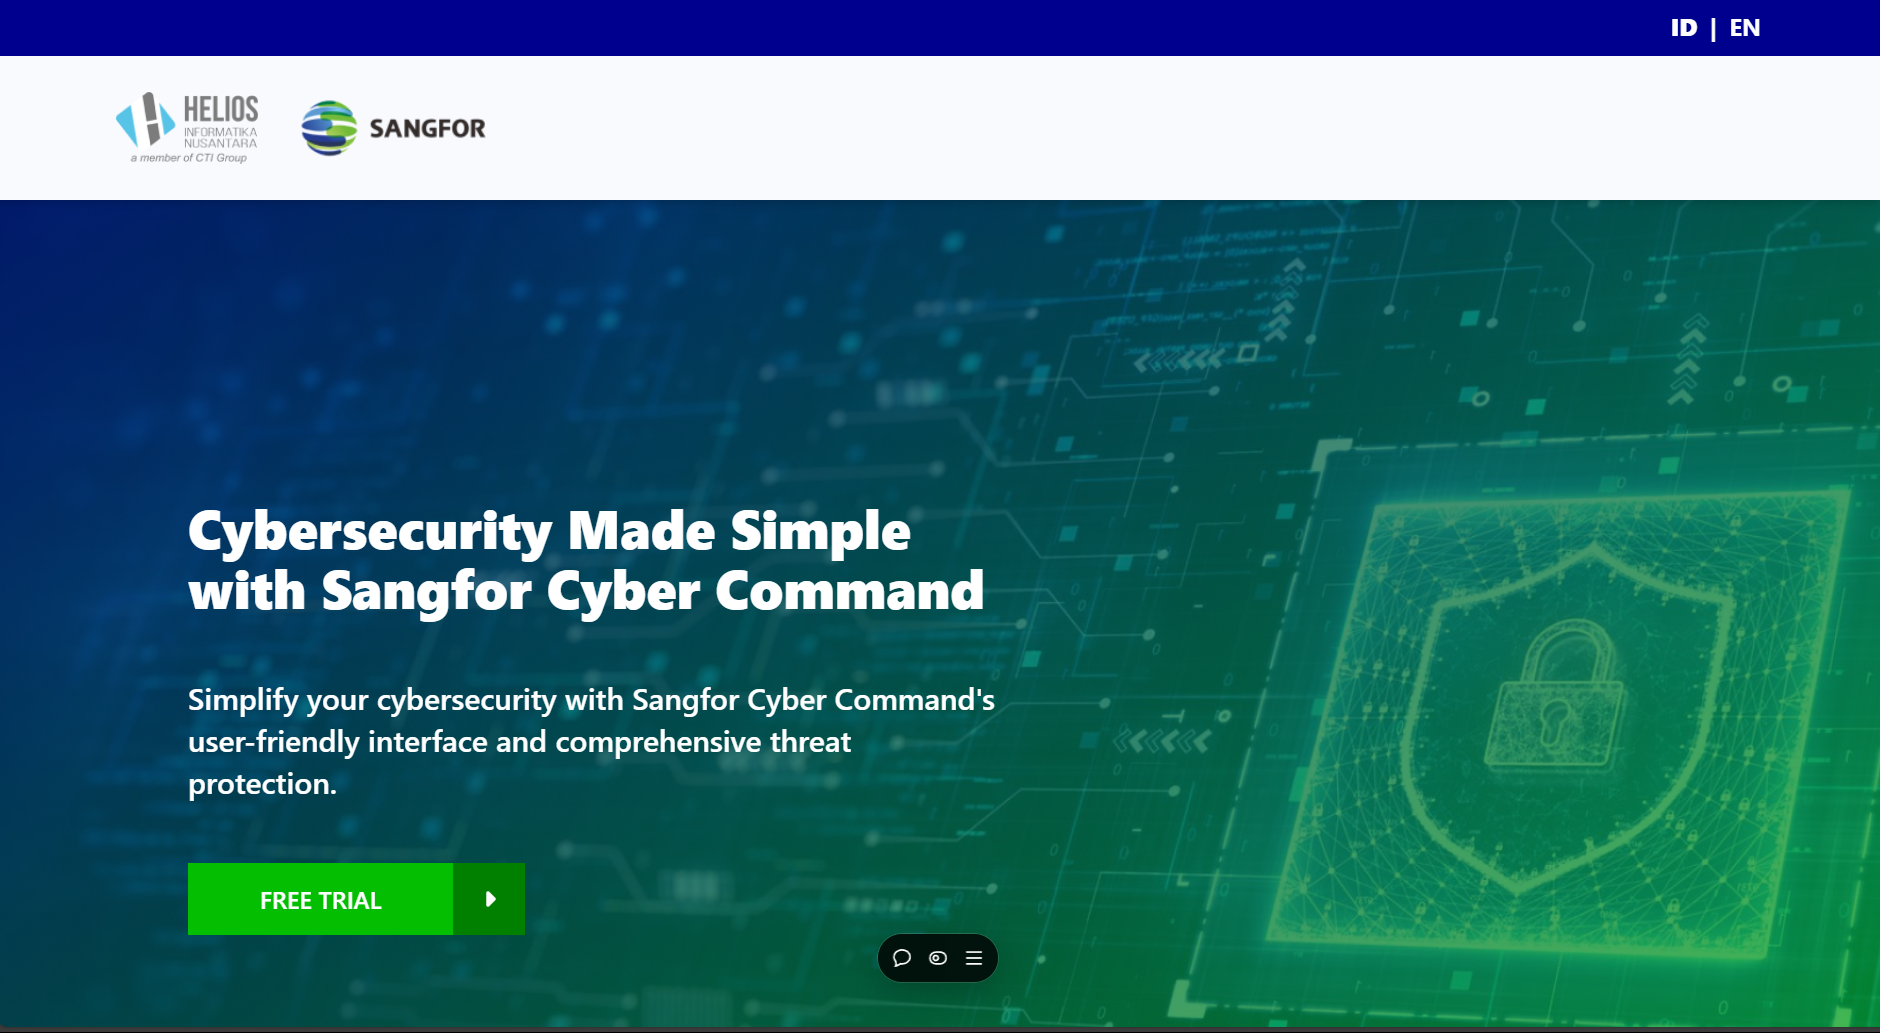 ID | EN
HELIOS
INFORMATIKA
NUSANTARA
a member of CTI Group
SANGFOR
Cybersecurity Made Simple
with Sangfor Cyber Command
Simplify your cybersecurity with Sangfor Cyber Command's
user-friendly interface and comprehensive threat
protection.
FREE TRIAL